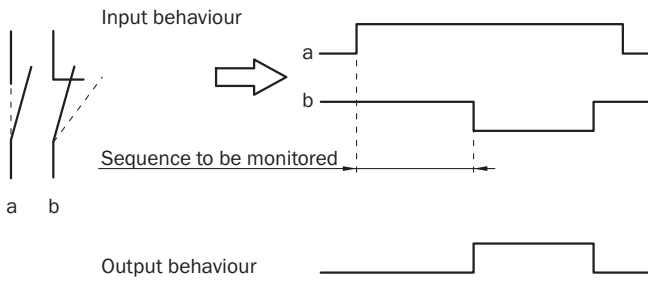 Input behaviour
a
b
Sequence to be monitored
a b
Output behaviour